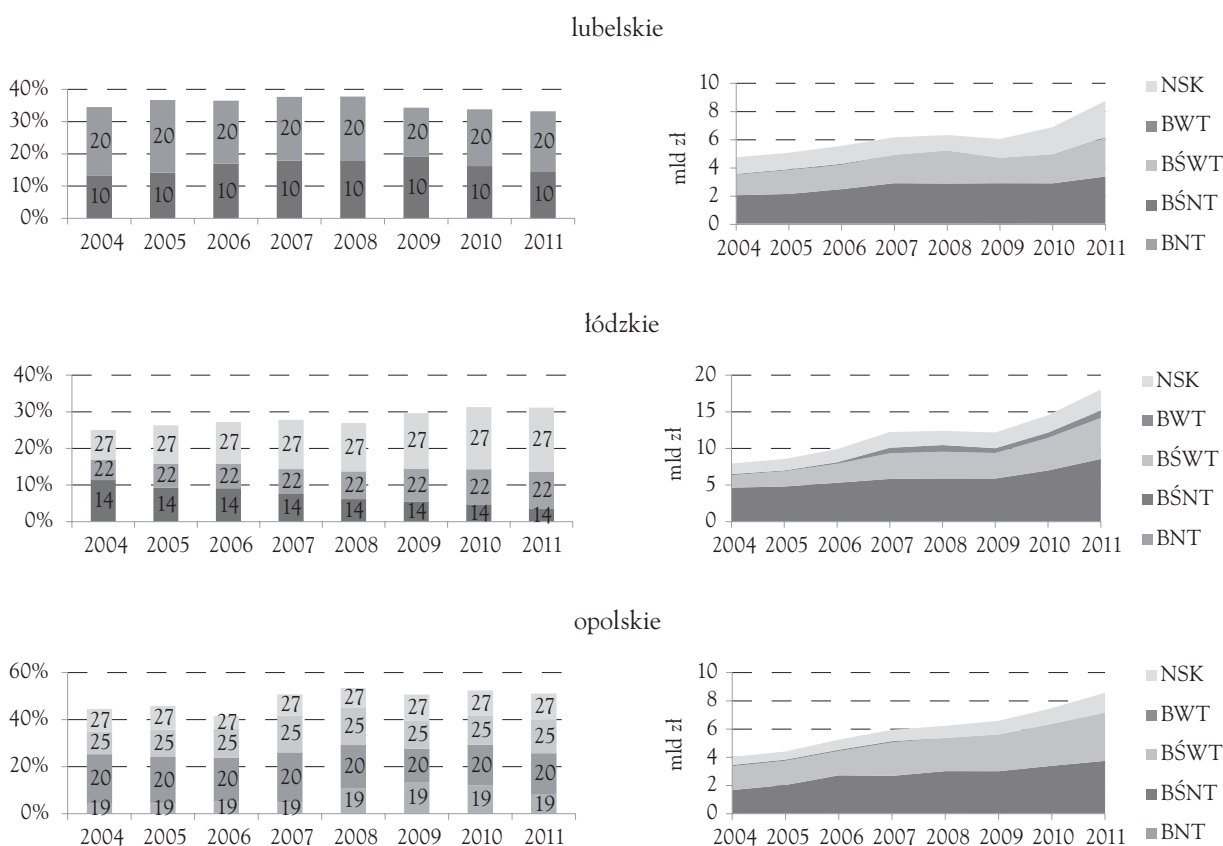 lubelskie
40%
30%
20%
10%
0%
20 20 20 20 20 20 20 20
10 10 10 10 10 10 10 10
2004 2005 2006 2007 2008 2009 2010 2011
mld zł
10
8
6
4
2
0
2004 2005 2006 2007 2008 2009 2010 2011
NSK
BWT
BŚWT
BŚNT
BNT
łódzkie
40%
30%
20%
10%
0%
27 27 27 27 27 27 27 27
22 22 22 22 22 22 22 22
14 14 14 14 14 14 14 14
2004 2005 2006 2007 2008 2009 2010 2011
mld zł
20
15
10
5
0
2004 2005 2006 2007 2008 2009 2010 2011
NSK
BWT
BŚWT
BŚNT
BNT
opolskie
60%
40%
20%
0%
27 27 27 27 27 27 27 27
25 25 25 25 25 25 25 25
20 20 20 20 20 20 20 20
19 19 19 19 19 19 19 19
2004 2005 2006 2007 2008 2009 2010 2011
mld zł
10
8
6
4
2
0
2004 2005 2006 2007 2008 2009 2010 2011
NSK
BWT
BŚWT
BŚNT
BNT